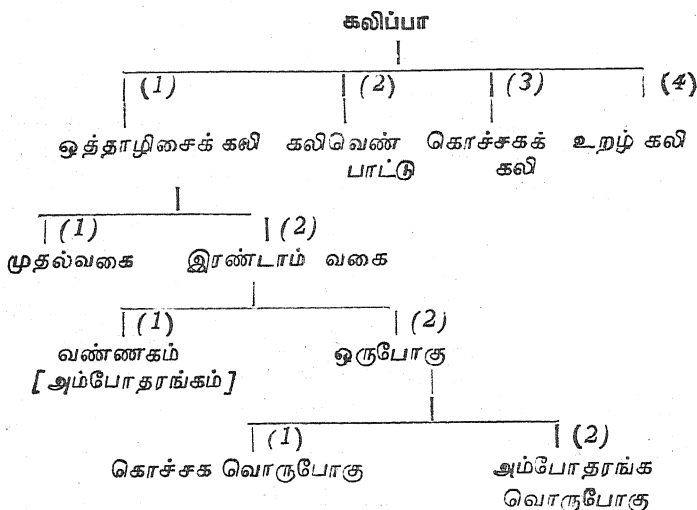 கலிப்பா
(1) (2) (3) (4)
ஒத்தாழிசைக் கலி கலிவெண் கொச்சகக் உறழ் கலி
பாட்டு கலி
(1) (2)
முதல்வகை இரண்டாம் வகை
(1) (2)
வண்ணகம் ஒருபோகு
[அம்போதரங்கம்]
(1) (2)
கொச்சக வொருபோகு அம்போதரங்க
வொருபோகு